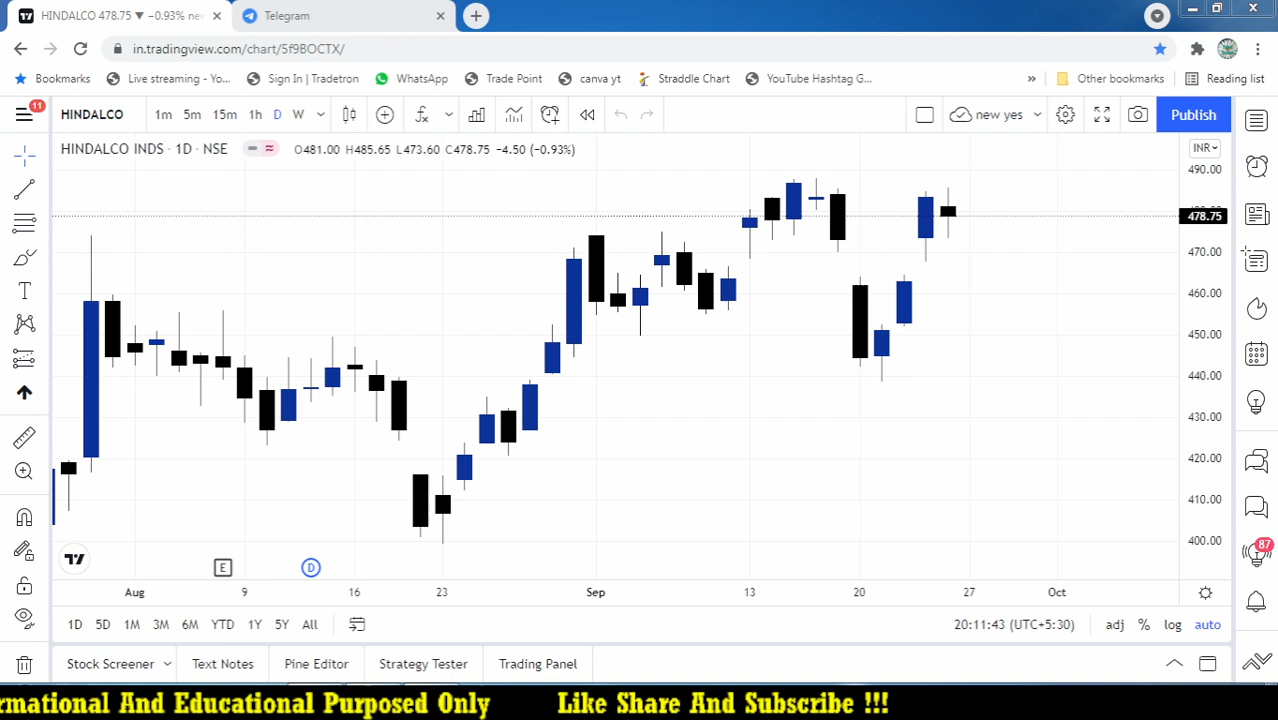 HINDALCO 478.75 ▼ −0.93% ne
Telegram
in.tradingview.com/chart/5f9BOCTX/
Bookmarks
Live streaming - Yo...
Sign In | Tradetron
WhatsApp
Trade Point
canva yt
Straddle Chart
YouTube Hashtag G...
»
Other bookmarks
Reading list
11
HINDALCO
1m 5m 15m 1h D W
new yes
Publish
HINDALCO INDS · 1D · NSE
O481.00 H485.65 L473.60 C478.75 −4.50 (−0.93%)
INR
490.00
478.75
470.00
460.00
450.00
440.00
430.00
420.00
410.00
400.00
E
D
Aug 9 16 23 Sep 13 20 27 Oct
1D 5D 1M 3M 6M YTD 1Y 5Y All
20:11:43 (UTC+5:30)
adj % log auto
87
Stock Screener
Text Notes
Pine Editor
Strategy Tester
Trading Panel
rmational And Educational Purposed Only Like Share And Subscribe !!!